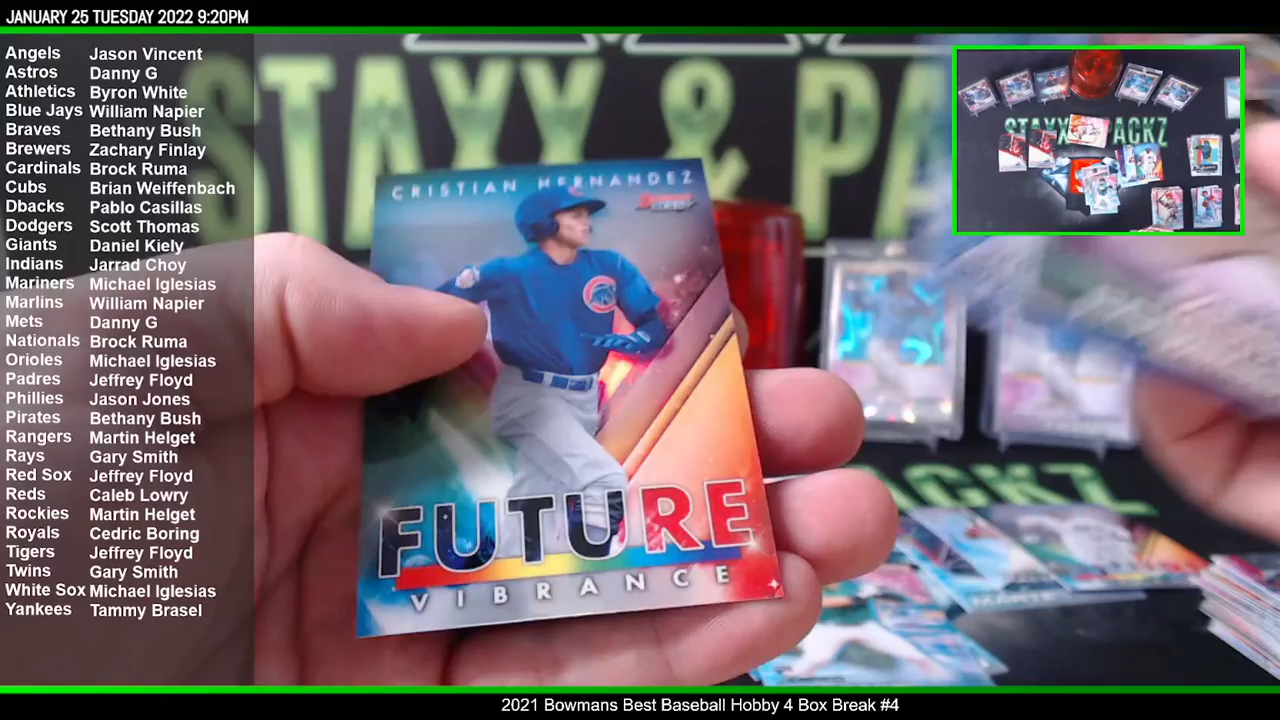 JANUARY 25 TUESDAY 2022 9:20PM
Angels Jason Vincent
Astros Danny G
Athletics Byron White
Blue Jays William Napier
Braves Bethany Bush
Brewers Zachary Finlay
Cardinals Brock Ruma
Cubs Brian Weiffenbach
Dbacks Pablo Casillas
Dodgers Scott Thomas
Giants Daniel Kiely
Indians Jarrad Choy
Mariners Michael Iglesias
Marlins William Napier
Mets Danny G
Nationals Brock Ruma
Orioles Michael Iglesias
Padres Jeffrey Floyd
Phillies Jason Jones
Pirates Bethany Bush
Rangers Martin Helget
Rays Gary Smith
Red Sox Jeffrey Floyd
Reds Caleb Lowry
Rockies Martin Helget
Royals Cedric Boring
Tigers Jeffrey Floyd
Twins Gary Smith
White Sox Michael Iglesias
Yankees Tammy Brasel
STAXX & PA
CRISTIAN HERNANDEZ
FUTURE
VIBRANCE
ACKZ
STAXX ACKZ
2021 Bowmans Best Baseball Hobby 4 Box Break #4